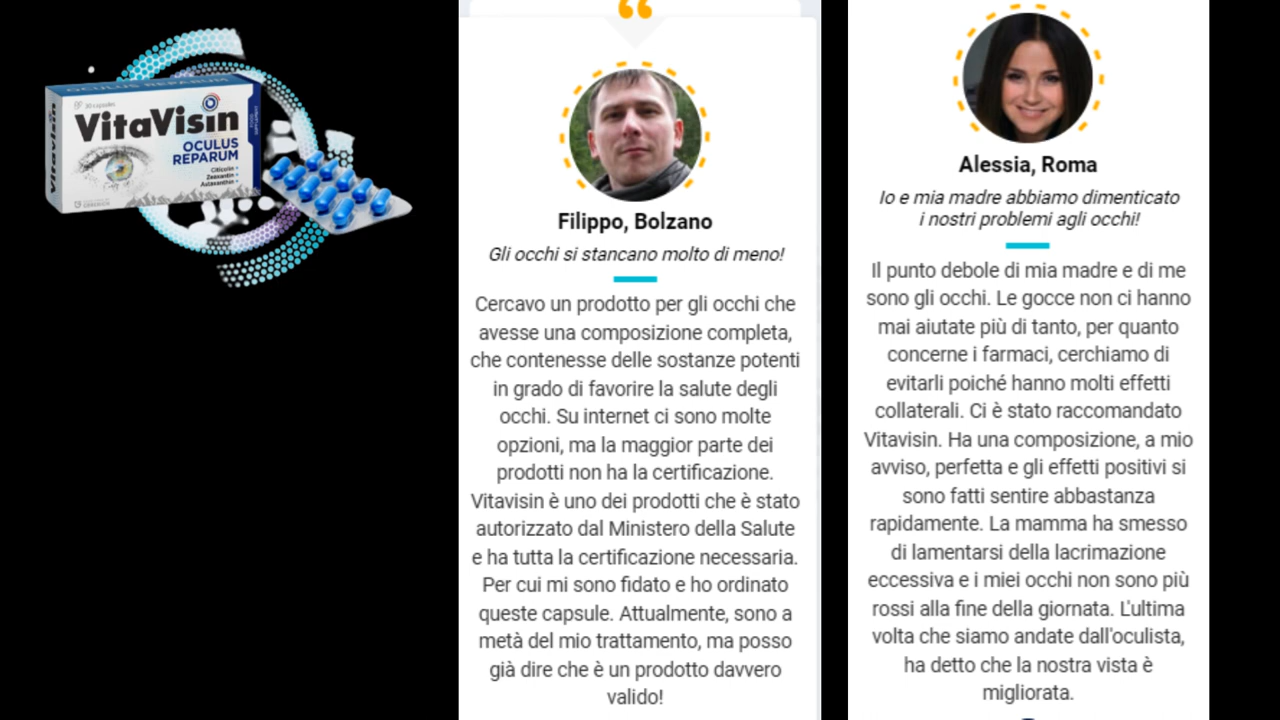 OCULUS REPARUM
30 capsules
VitaVisin
Vitavisin
OCULUS
REPARUM
Citicolin
Zeaxantin
Astaxanthin
Filippo, Bolzano
Gli occhi si stancano molto di meno!
Cercavo un prodotto per gli occhi che
avesse una composizione completa,
che contenesse delle sostanze potenti
in grado di favorire la salute degli
occhi. Su internet ci sono molte
opzioni, ma la maggior parte dei
prodotti non ha la certificazione.
Vitavisin è uno dei prodotti che è stato
autorizzato dal Ministero della Salute
e ha tutta la certificazione necessaria.
Per cui mi sono fidato e ho ordinato
queste capsule. Attualmente, sono a
metà del mio trattamento, ma posso
già dire che è un prodotto davvero
valido!
Alessia, Roma
Io e mia madre abbiamo dimenticato
i nostri problemi agli occhi!
Il punto debole di mia madre e di me
sono gli occhi. Le gocce non ci hanno
mai aiutate più di tanto, per quanto
concerne i farmaci, cerchiamo di
evitarli poiché hanno molti effetti
collaterali. Ci è stato raccomandato
Vitavisin. Ha una composizione, a mio
avviso, perfetta e gli effetti positivi si
sono fatti sentire abbastanza
rapidamente. La mamma ha smesso
di lamentarsi della lacrimazione
eccessiva e i miei occhi non sono più
rossi alla fine della giornata. L'ultima
volta che siamo andate dall'oculista,
ha detto che la nostra vista è
migliorata.